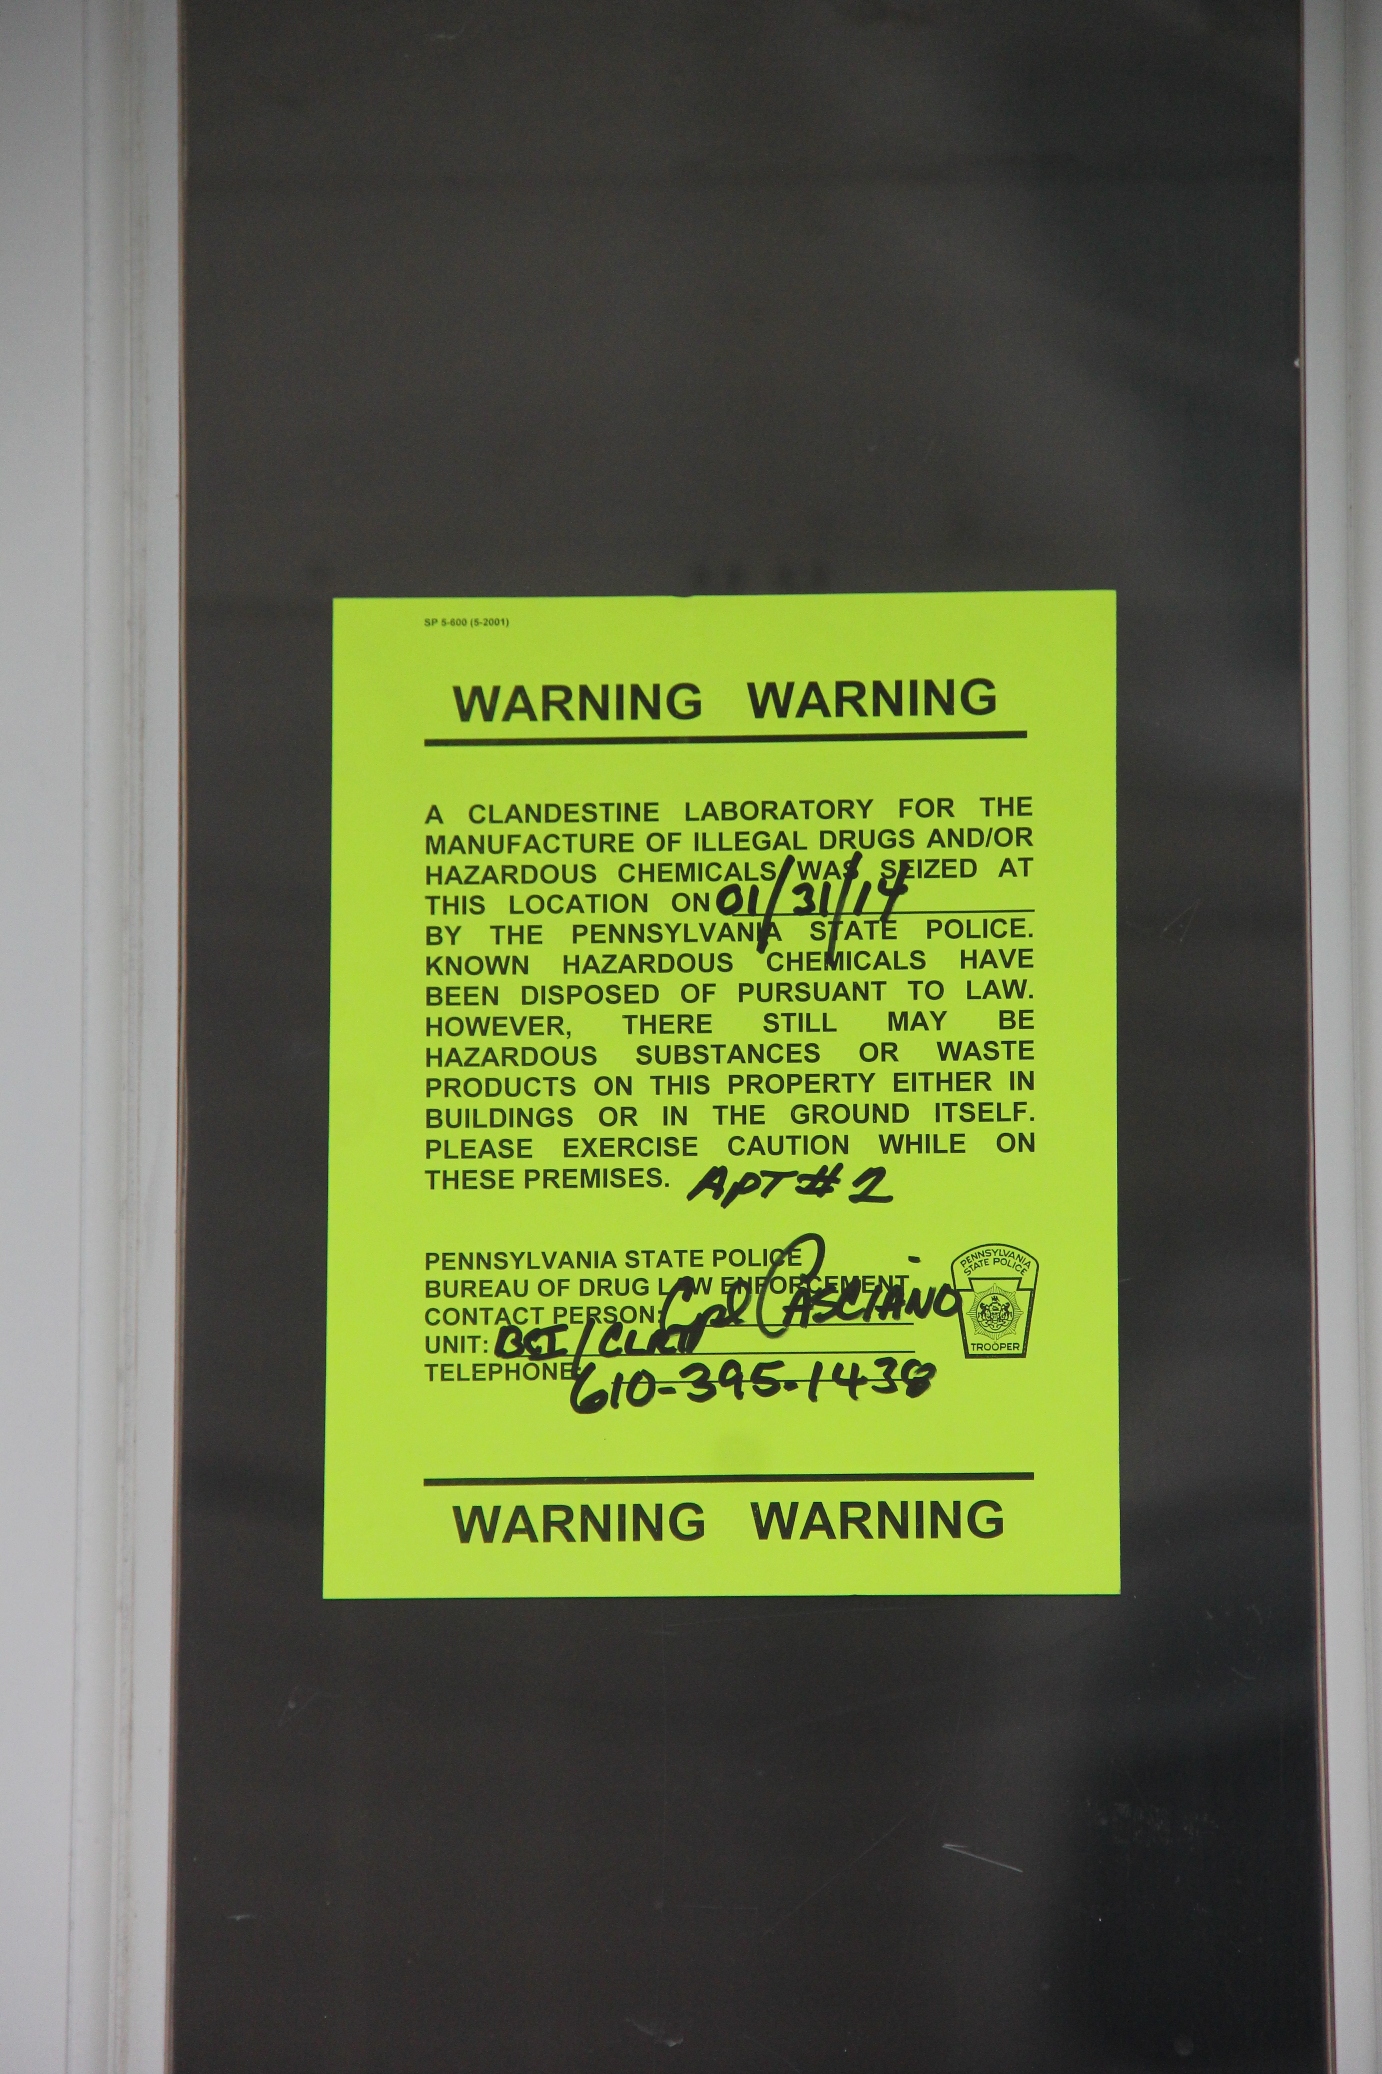 SP 5-600 (5-2001)
WARNING WARNING
A CLANDESTINE LABORATORY FOR THE
MANUFACTURE OF ILLEGAL DRUGS AND/OR
HAZARDOUS CHEMICALS WAS SEIZED AT
THIS LOCATION ON 01/31/14
BY THE PENNSYLVANIA STATE POLICE.
KNOWN HAZARDOUS CHEMICALS HAVE
BEEN DISPOSED OF PURSUANT TO LAW.
HOWEVER, THERE STILL MAY BE
HAZARDOUS SUBSTANCES OR WASTE
PRODUCTS ON THIS PROPERTY EITHER IN
BUILDINGS OR IN THE GROUND ITSELF.
PLEASE EXERCISE CAUTION WHILE ON
THESE PREMISES. APT #2
PENNSYLVANIA STATE POLICE
BUREAU OF DRUG LAW ENFORCEMENT
CONTACT PERSON: Cpl CASCIANO
UNIT: BCI/CLRT
TELEPHONE: 610-395-1438
PENNSYLVANIA
STATE POLICE
TROOPER
WARNING WARNING